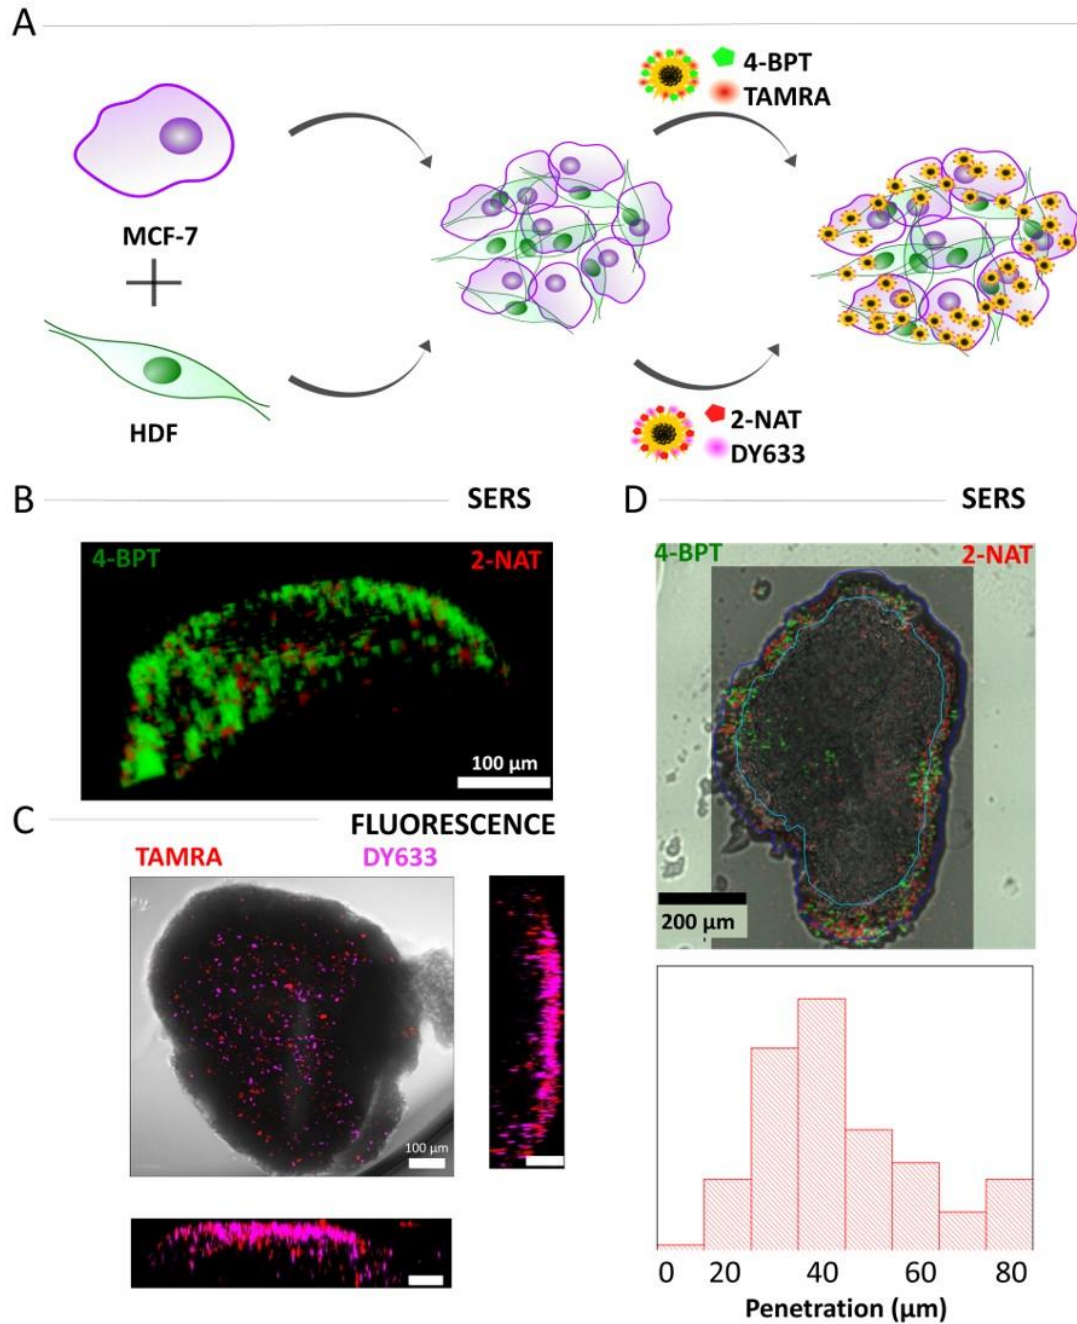 A
4-BPT
TAMRA
MCF-7
HDF
2-NAT
DY633
B
SERS
4-BPT
2-NAT
100 µm
C
FLUORESCENCE
TAMRA
DY633
100 µm
D
SERS
4-BPT
2-NAT
200 µm
0 20 40 60 80
Penetration (µm)